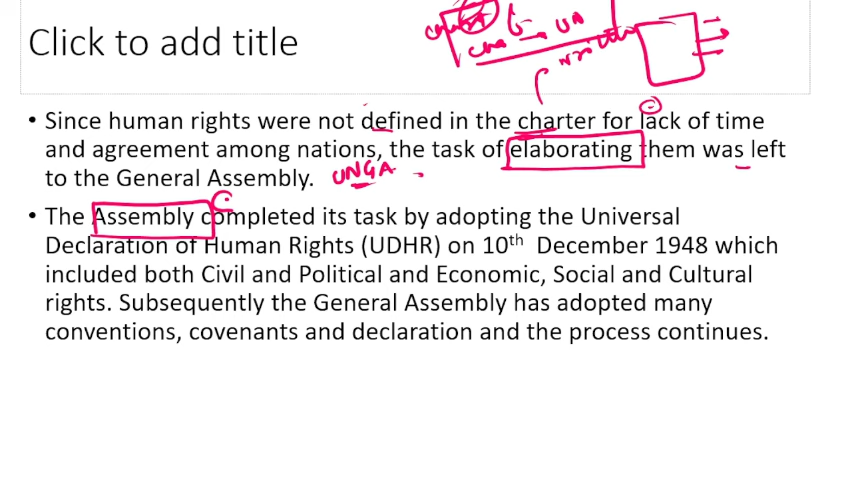 Click to add title
UN
• Since human rights were not defined in the charter for lack of time
and agreement among nations, the task of elaborating them was left
to the General Assembly. UNGA
• The Assembly completed its task by adopting the Universal
Declaration of Human Rights (UDHR) on 10th December 1948 which
included both Civil and Political and Economic, Social and Cultural
rights. Subsequently the General Assembly has adopted many
conventions, covenants and declaration and the process continues.